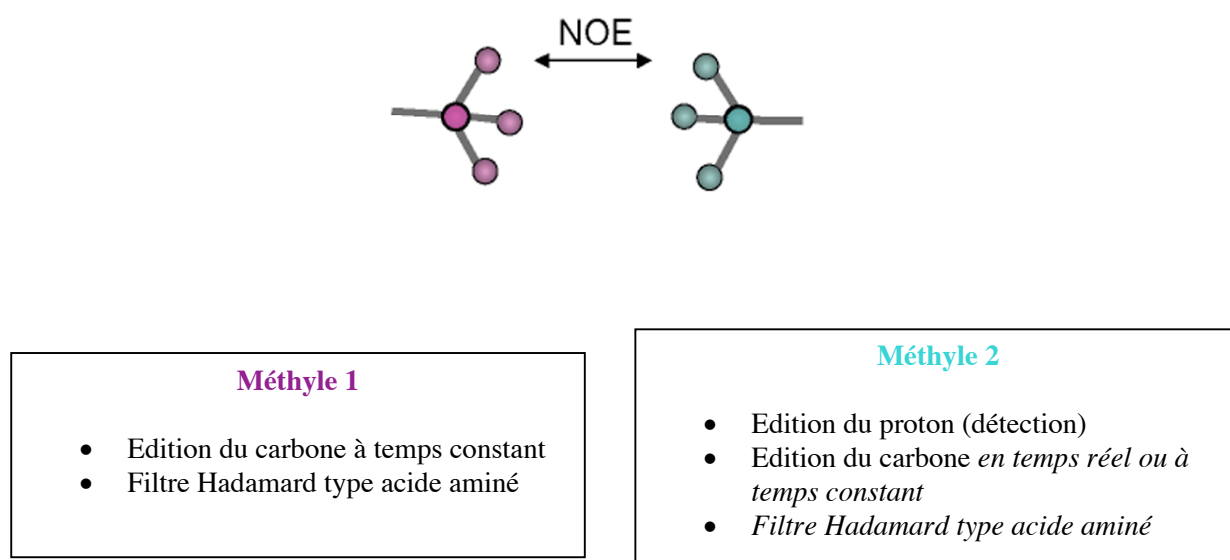 NOE
Méthyle 1
• Edition du carbone à temps constant
• Filtre Hadamard type acide aminé
Méthyle 2
• Edition du proton (détection)
• Edition du carbone en temps réel ou à
temps constant
• Filtre Hadamard type acide aminé